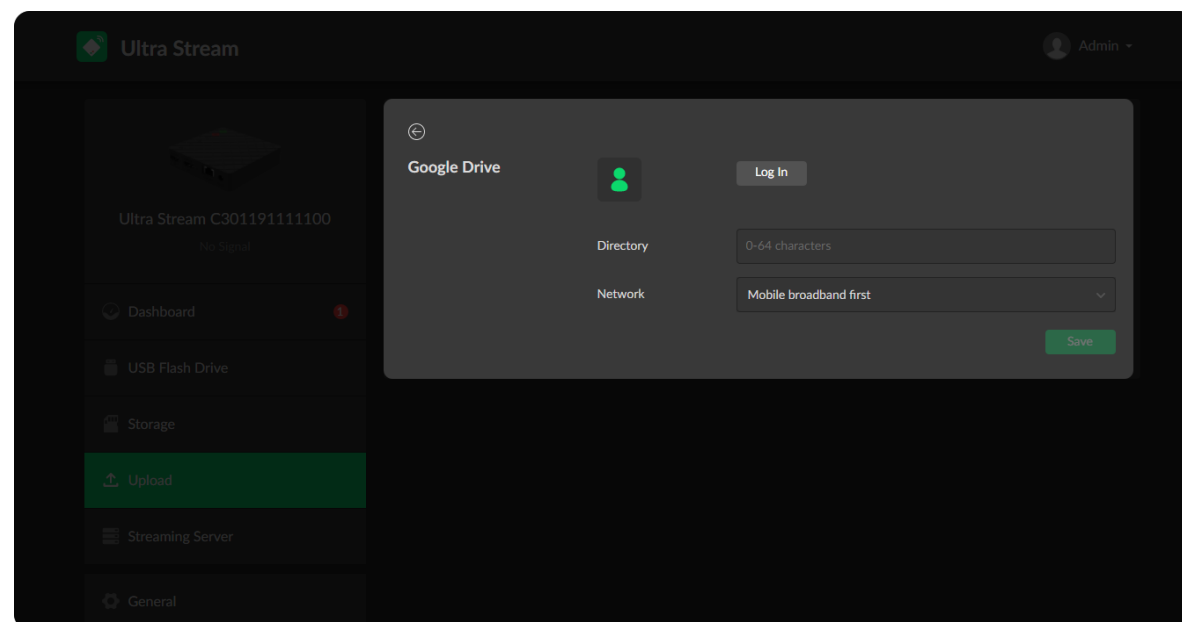 Ultra Stream
Admin
Ultra Stream C301191111100
No Signal
Dashboard
1
USB Flash Drive
Storage
Upload
Streaming Server
General
Google Drive
Log In
Directory
0-64 characters
Network
Mobile broadband first
Save